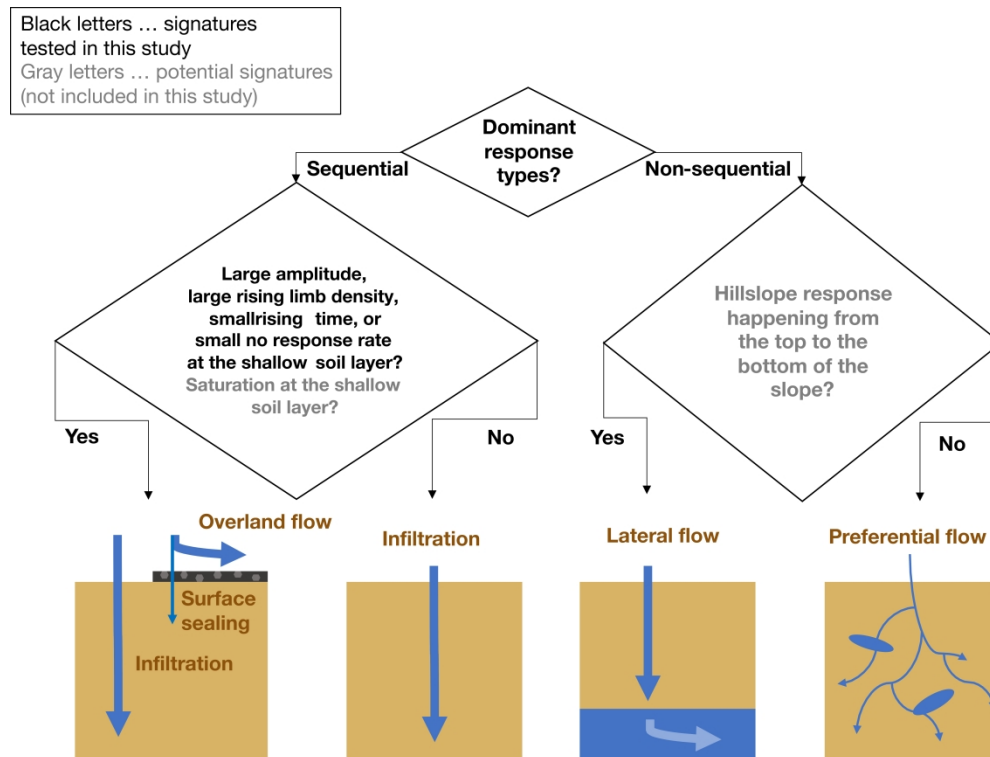 Black letters … signatures
tested in this study
Gray letters … potential signatures
(not included in this study)
Dominant
response
types?
Sequential
Non-sequential
Large amplitude,
large rising limb density,
smallrising time, or
small no response rate
at the shallow soil layer?
Saturation at the shallow
soil layer?
Hillslope response
happening from
the top to the
bottom of the
slope?
Yes
No
Yes
No
Overland flow
Surface
sealing
Infiltration
Infiltration
Lateral flow
Preferential flow